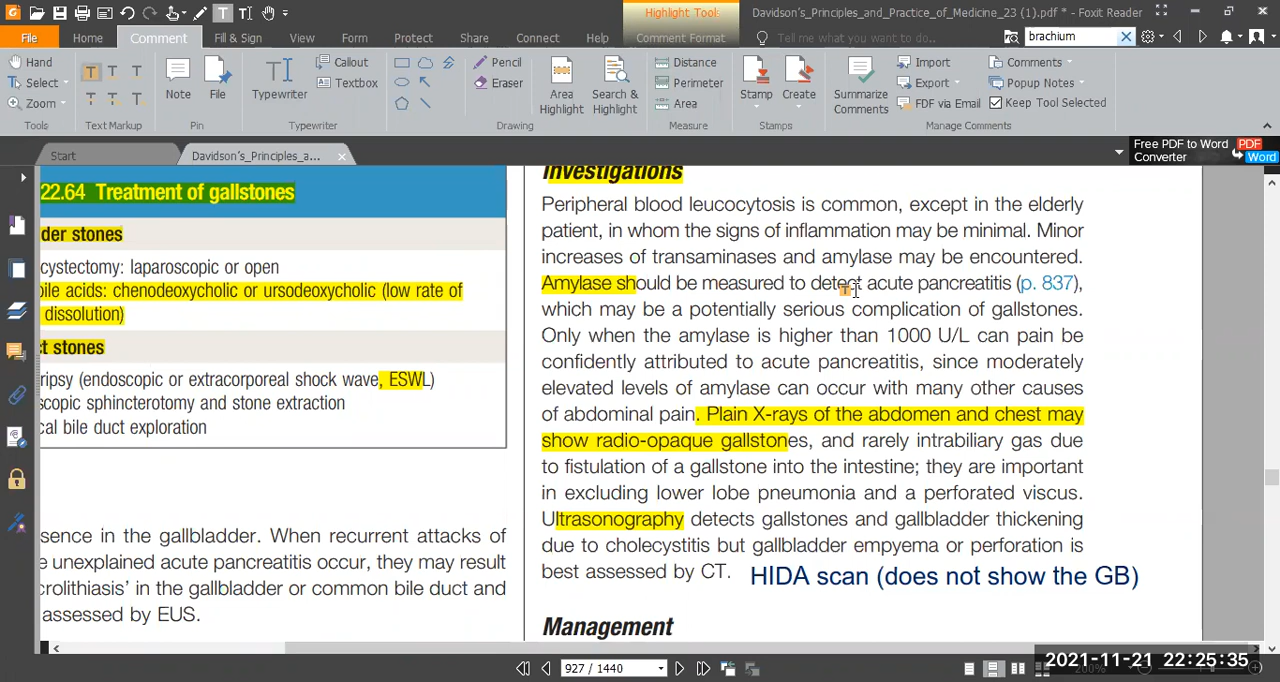 Highlight Tools
Davidson's_Principles_and_Practice_of_Medicine_23 (1).pdf * - Foxit Reader
File Home Comment Fill & Sign View Form Protect Share Connect Help Comment Format Tell me what you want to do.. brachium
Hand
Select
Zoom
Tools
Text Markup
Note
File
Pin
Typewriter
Callout
Textbox
Typewriter
Pencil
Eraser
Drawing
Area Highlight
Search & Highlight
Distance
Perimeter
Area
Measure
Stamp
Create
Stamps
Summarize Comments
Import
Export
FDF via Email
Comments
Popup Notes
Keep Tool Selected
Manage Comments
Start
Davidson's_Principles_a...
Free PDF to Word
Converter
PDF
Word
22.64 Treatment of gallstones
der stones
cystectomy: laparoscopic or open
bile acids: chenodeoxycholic or ursodeoxycholic (low rate of
dissolution)
ct stones
ripsy (endoscopic or extracorporeal shock wave, ESWL)
scopic sphincterotomy and stone extraction
cal bile duct exploration
sence in the gallbladder. When recurrent attacks of
e unexplained acute pancreatitis occur, they may result
crolithiasis' in the gallbladder or common bile duct and
assessed by EUS.
Investigations
Peripheral blood leucocytosis is common, except in the elderly
patient, in whom the signs of inflammation may be minimal. Minor
increases of transaminases and amylase may be encountered.
Amylase should be measured to detect acute pancreatitis (p. 837),
which may be a potentially serious complication of gallstones.
Only when the amylase is higher than 1000 U/L can pain be
confidently attributed to acute pancreatitis, since moderately
elevated levels of amylase can occur with many other causes
of abdominal pain. Plain X-rays of the abdomen and chest may
show radio-opaque gallstones, and rarely intrabiliary gas due
to fistulation of a gallstone into the intestine; they are important
in excluding lower lobe pneumonia and a perforated viscus.
Ultrasonography detects gallstones and gallbladder thickening
due to cholecystitis but gallbladder empyema or perforation is
best assessed by CT.
HIDA scan (does not show the GB)
Management
927 / 1440
2021-11-21 22:25:35